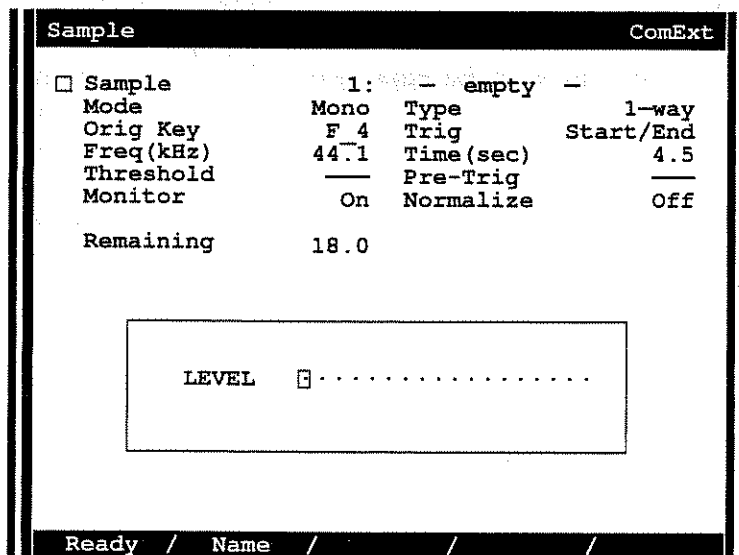 Sample ComExt
□ Sample 1: — empty —
Mode Mono Type 1-way
Orig Key F 4 Trig Start/End
Freq(kHz) 44.1 Time(sec) 4.5
Threshold —— Pre-Trig ——
Monitor On Normalize Off
Remaining 18.0
LEVEL
Ready / Name / / /